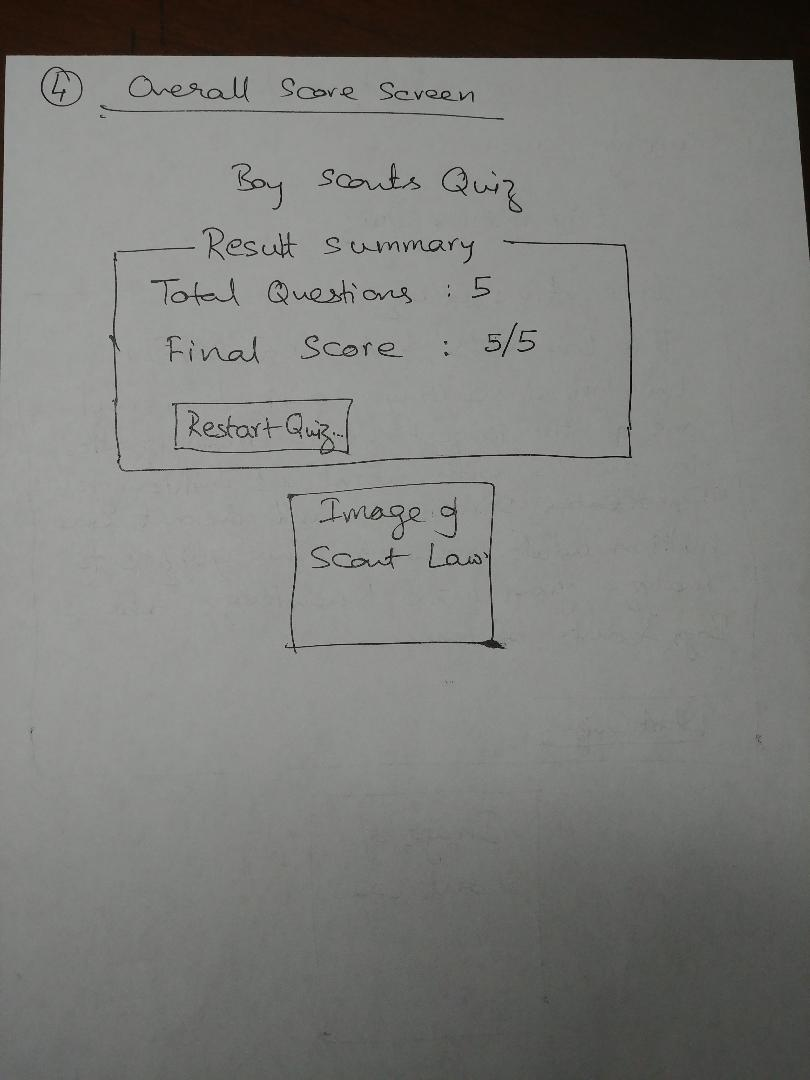 4 Overall Score Screen
Boy Scouts Quiz
Result summary
Total Questions : 5
Final Score : 5/5
Restart Quiz..
Image of
Scout Law